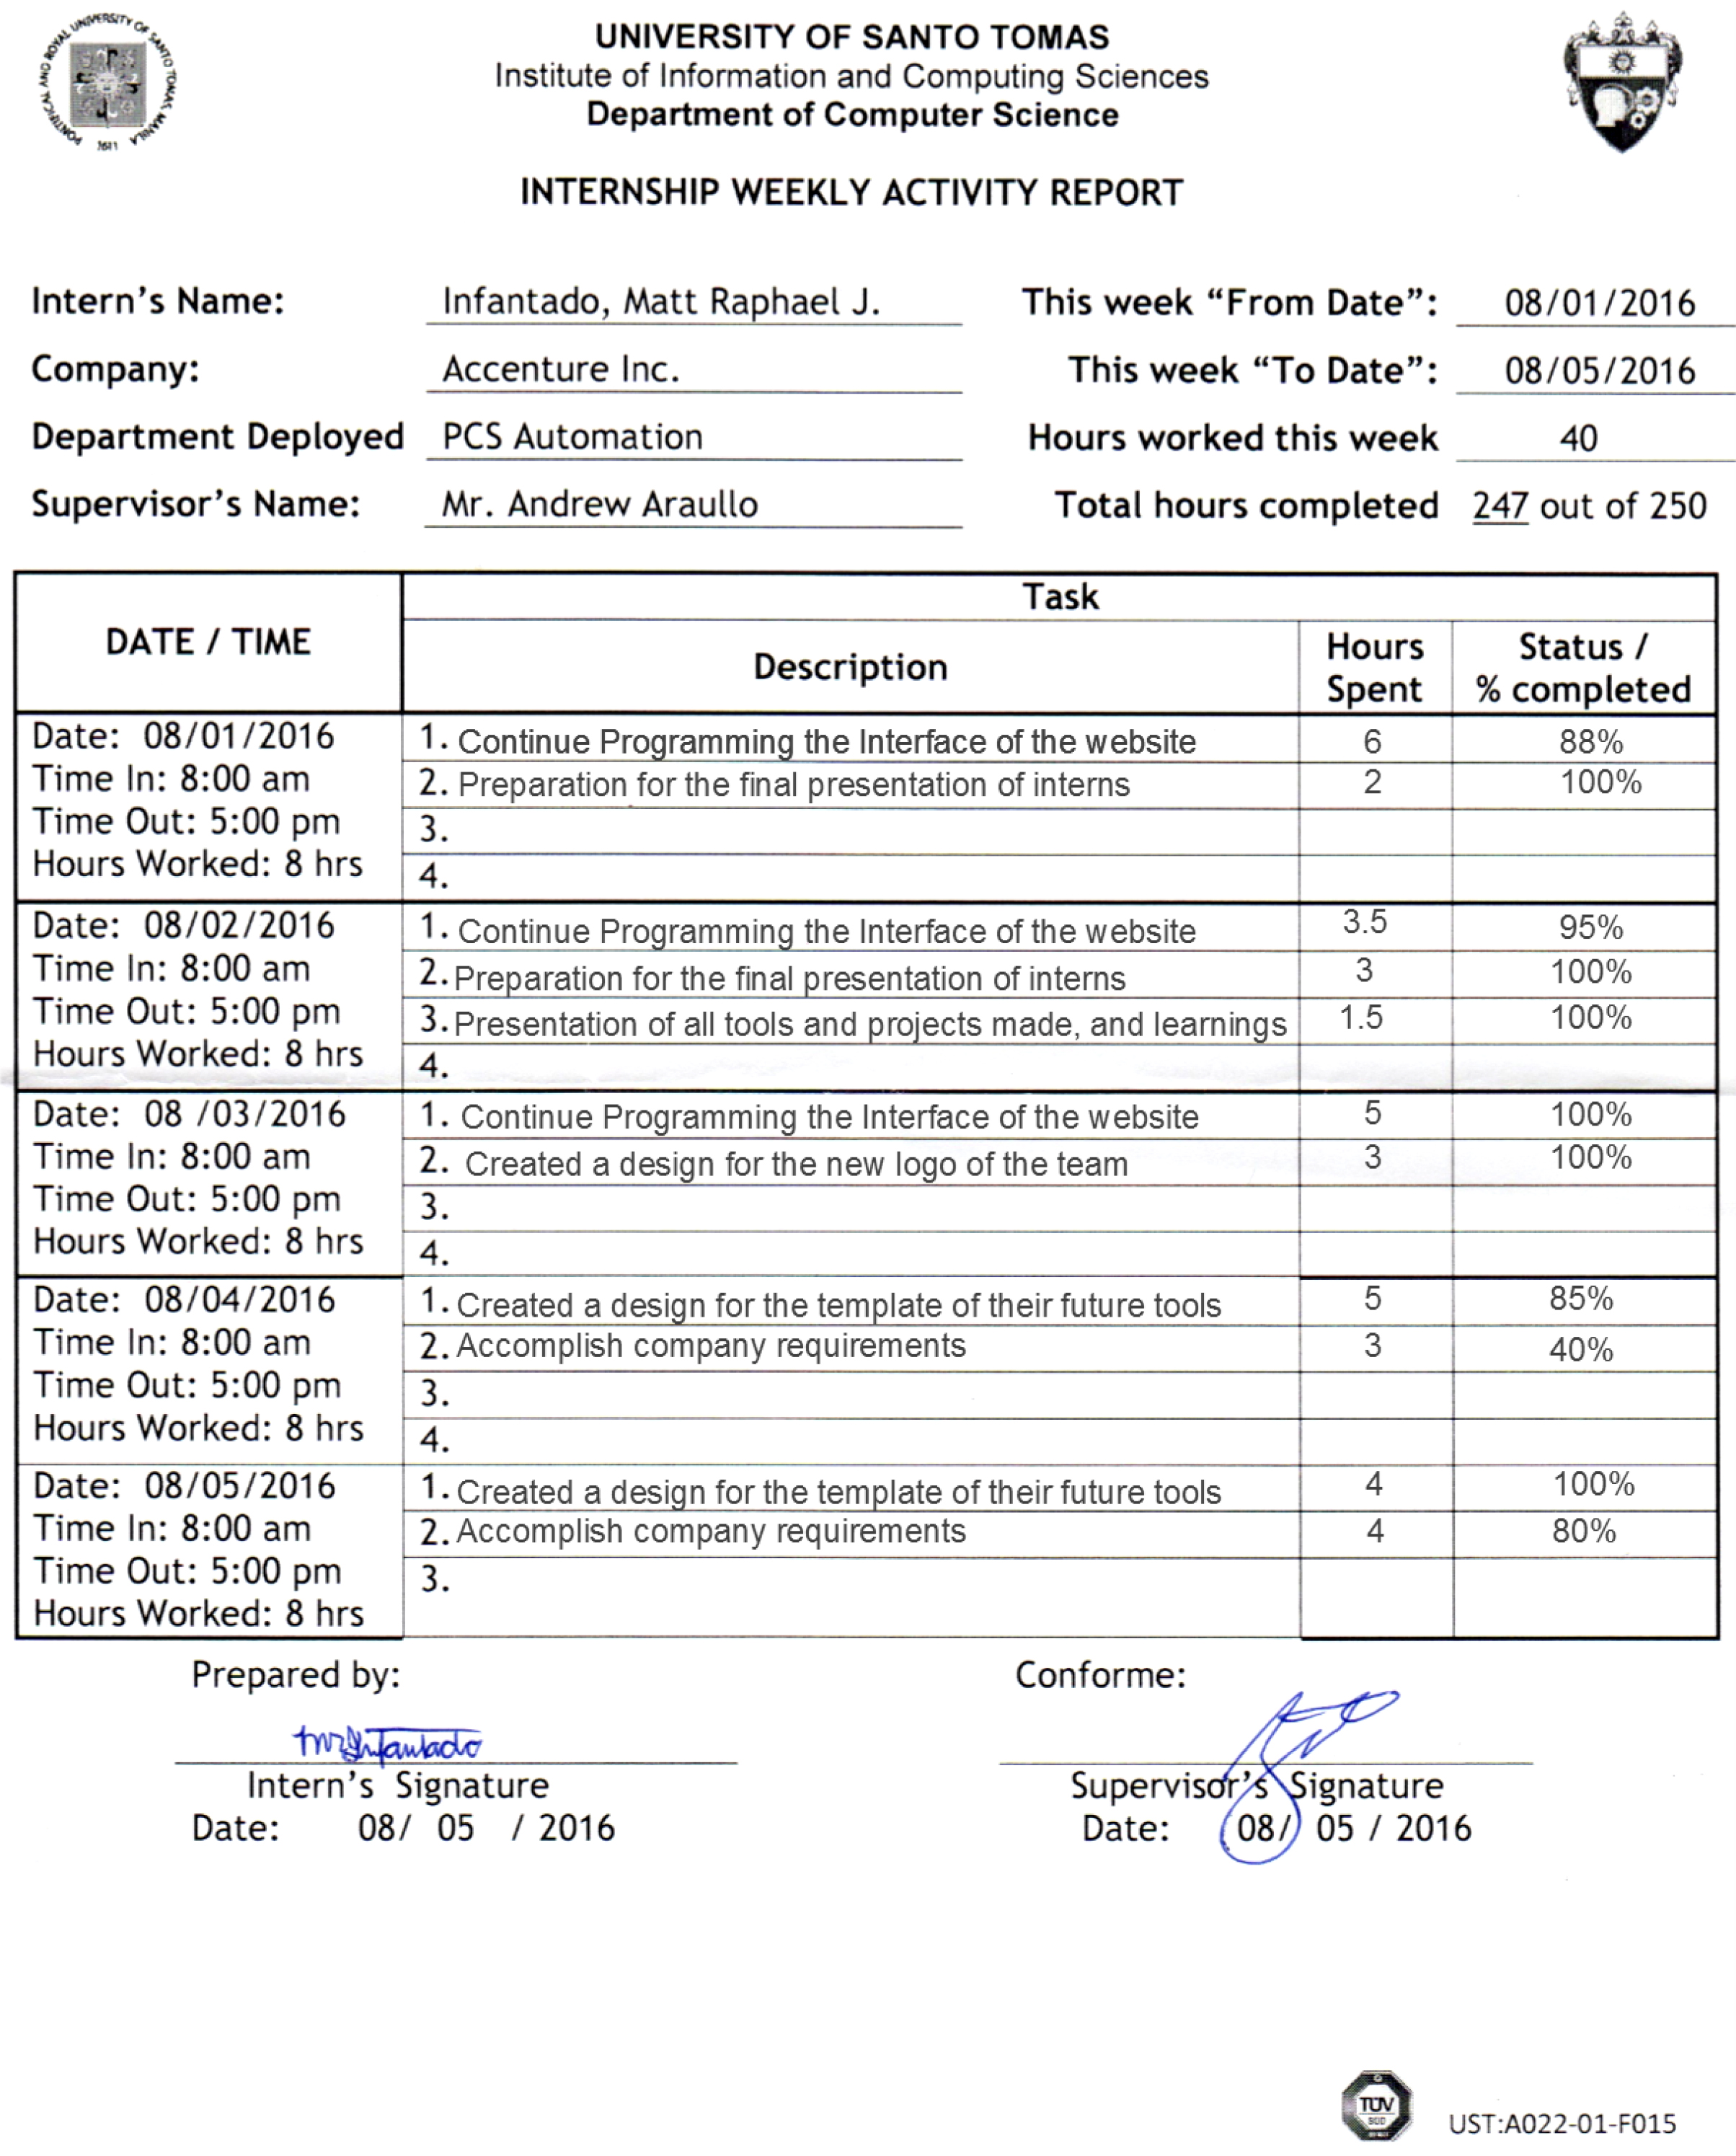 PONTIFICAL AND ROYAL UNIVERSITY OF SANTO TOMAS, MANILA
1611
UNIVERSITY OF SANTO TOMAS
Institute of Information and Computing Sciences
Department of Computer Science
INTERNSHIP WEEKLY ACTIVITY REPORT
Intern's Name: Infantado, Matt Raphael J. This week “From Date”: 08/01/2016
Company: Accenture Inc. This week “To Date”: 08/05/2016
Department Deployed PCS Automation Hours worked this week 40
Supervisor's Name: Mr. Andrew Araullo Total hours completed 247 out of 250
DATE / TIME
Task
Description
Hours Spent
Status / % completed
Date: 08/01/2016
Time In: 8:00 am
Time Out: 5:00 pm
Hours Worked: 8 hrs
1. Continue Programming the Interface of the website 6 88%
2. Preparation for the final presentation of interns 2 100%
3.
4.
Date: 08/02/2016
Time In: 8:00 am
Time Out: 5:00 pm
Hours Worked: 8 hrs
1. Continue Programming the Interface of the website 3.5 95%
2. Preparation for the final presentation of interns 3 100%
3. Presentation of all tools and projects made, and learnings 1.5 100%
4.
Date: 08 /03/2016
Time In: 8:00 am
Time Out: 5:00 pm
Hours Worked: 8 hrs
1. Continue Programming the Interface of the website 5 100%
2. Created a design for the new logo of the team 3 100%
3.
4.
Date: 08/04/2016
Time In: 8:00 am
Time Out: 5:00 pm
Hours Worked: 8 hrs
1. Created a design for the template of their future tools 5 85%
2. Accomplish company requirements 3 40%
3.
4.
Date: 08/05/2016
Time In: 8:00 am
Time Out: 5:00 pm
Hours Worked: 8 hrs
1. Created a design for the template of their future tools 4 100%
2. Accomplish company requirements 4 80%
3.
Prepared by: Conforme:
Intern's Signature Supervisor's Signature
Date: 08/ 05 / 2016 Date: 08/ 05 / 2016
TÜV
SÜD
UST:A022-01-F015